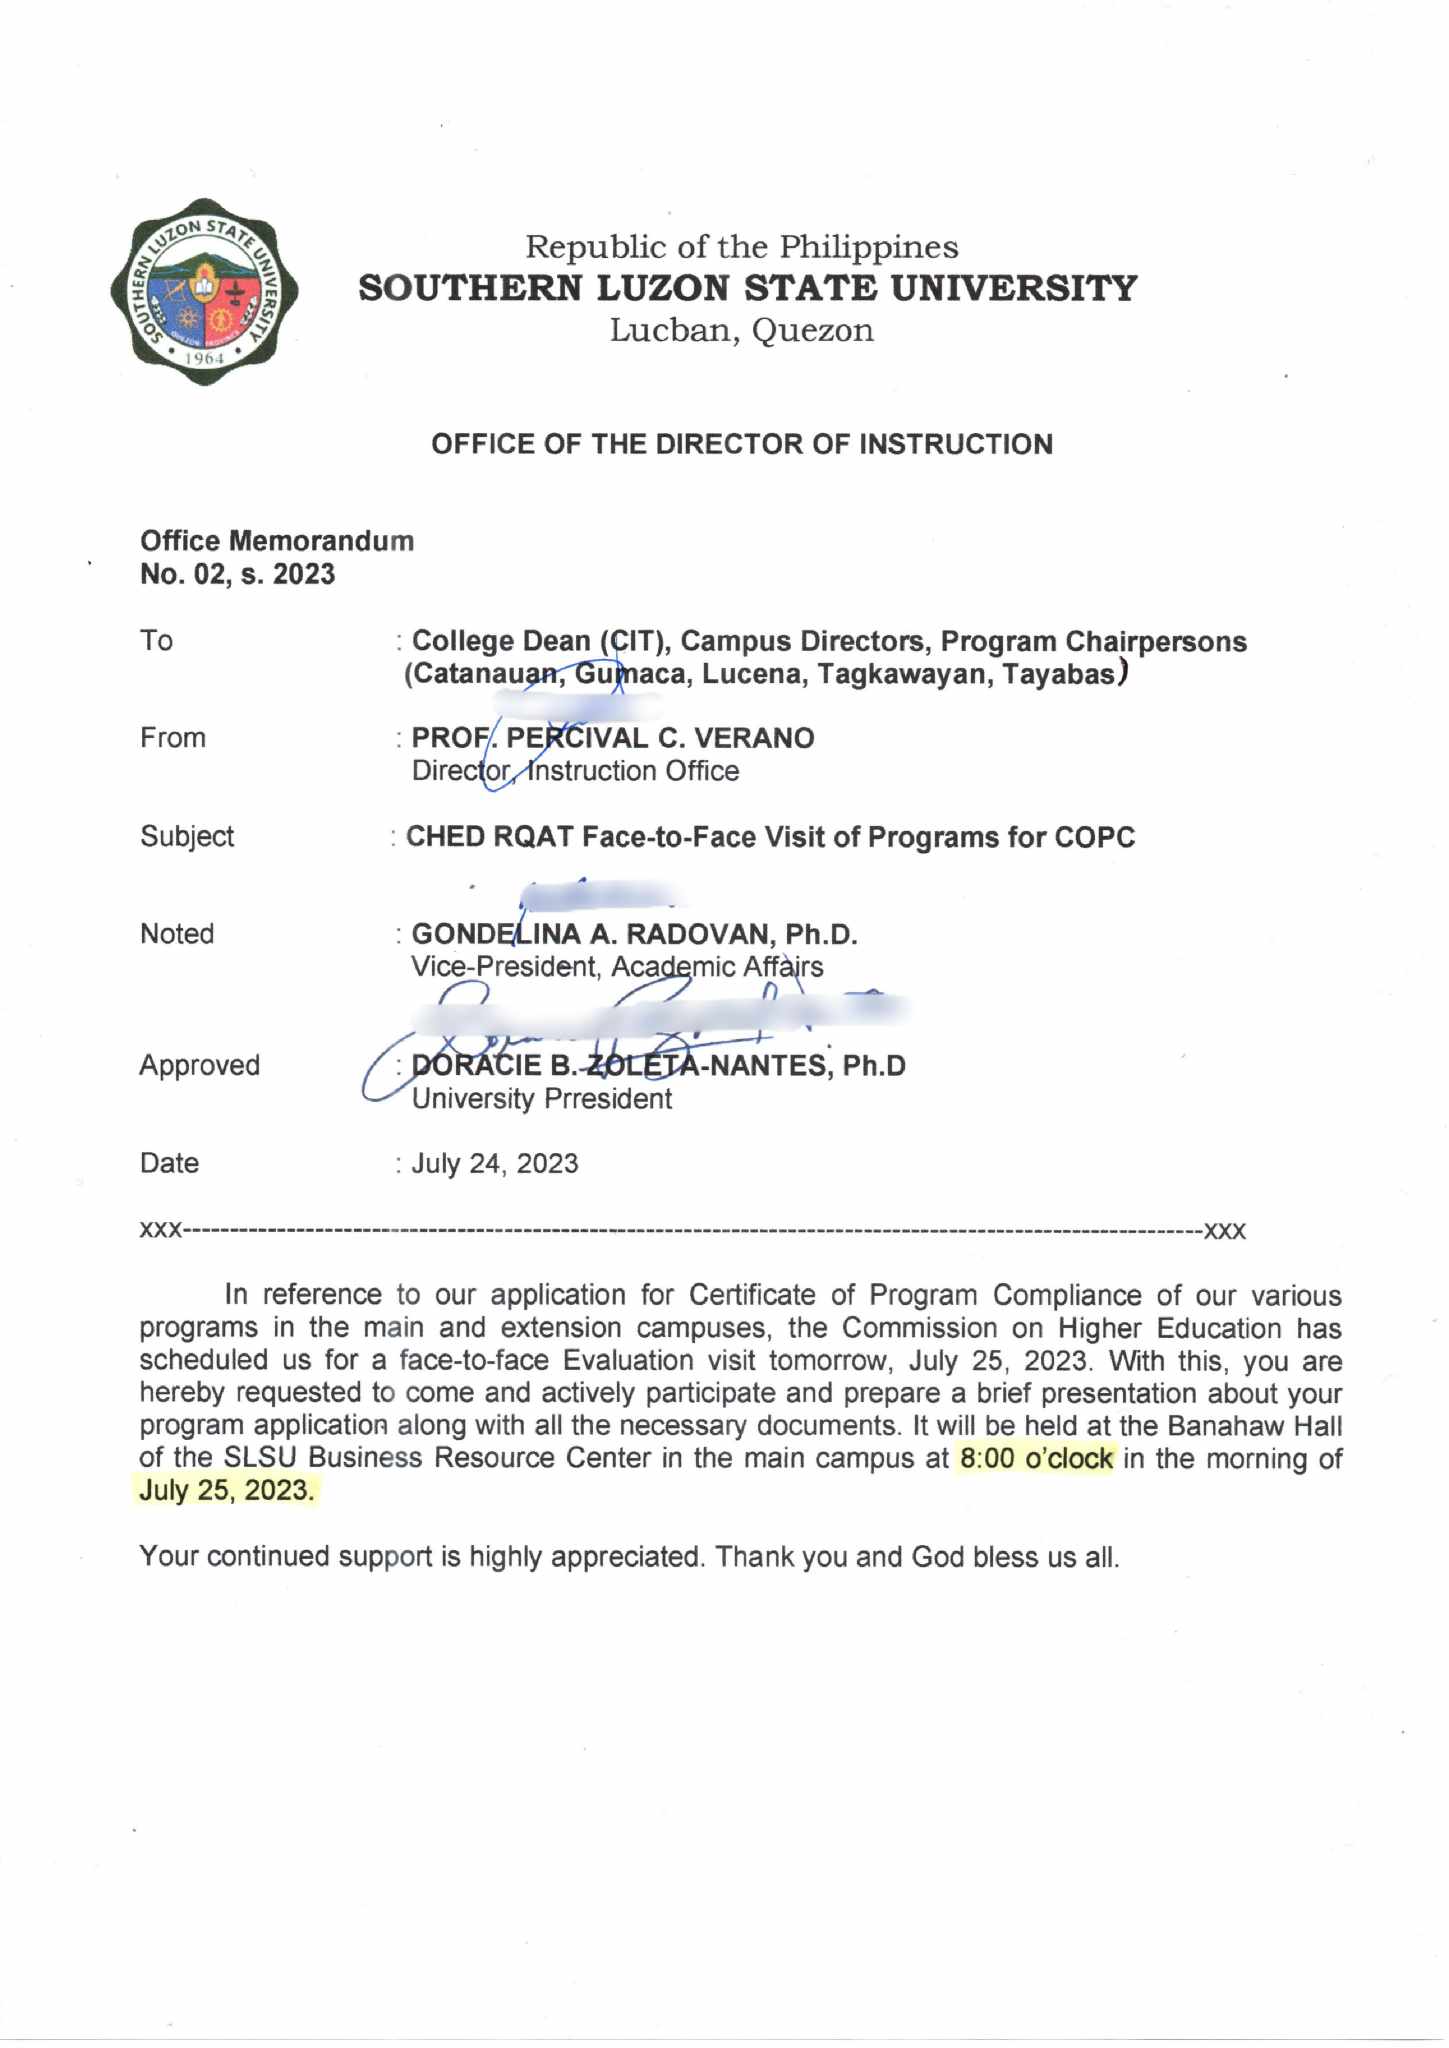 SOUTHERN LUZON STATE UNIVERSITY
QUEZON PROVINCE
1964
Republic of the Philippines
SOUTHERN LUZON STATE UNIVERSITY
Lucban, Quezon
OFFICE OF THE DIRECTOR OF INSTRUCTION
Office Memorandum
No. 02, s. 2023
To : College Dean (CIT), Campus Directors, Program Chairpersons
(Catanauan, Gumaca, Lucena, Tagkawayan, Tayabas)
From : PROF. PERCIVAL C. VERANO
Director, Instruction Office
Subject : CHED RQAT Face-to-Face Visit of Programs for COPC
Noted : GONDELINA A. RADOVAN, Ph.D.
Vice-President, Academic Affairs
Approved : DORACIE B. ZOLETA-NANTES, Ph.D
University Prresident
Date : July 24, 2023
xxx------------------------------------------------------------------------------------------------------------xxx
In reference to our application for Certificate of Program Compliance of our various
programs in the main and extension campuses, the Commission on Higher Education has
scheduled us for a face-to-face Evaluation visit tomorrow, July 25, 2023. With this, you are
hereby requested to come and actively participate and prepare a brief presentation about your
program application along with all the necessary documents. It will be held at the Banahaw Hall
of the SLSU Business Resource Center in the main campus at 8:00 o'clock in the morning of
July 25, 2023.
Your continued support is highly appreciated. Thank you and God bless us all.